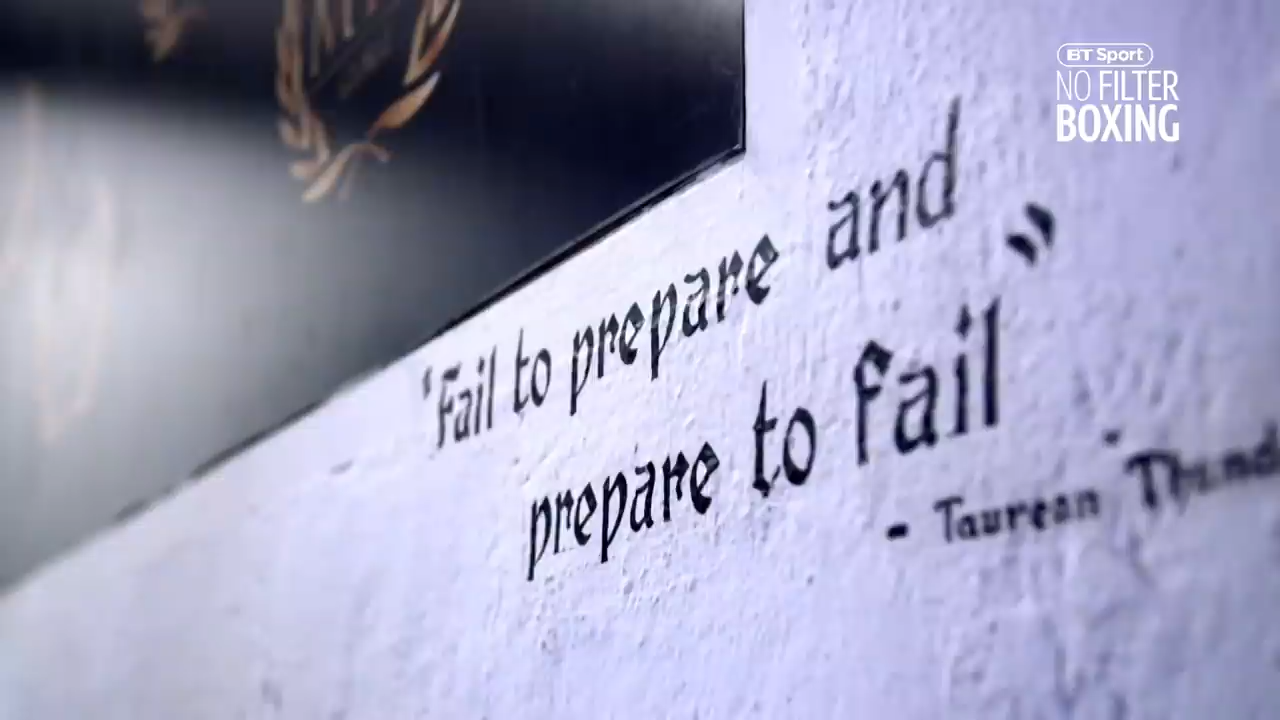 BT Sport
NO FILTER
BOXING
"Fail to prepare and
prepare to fail"
- Taurean